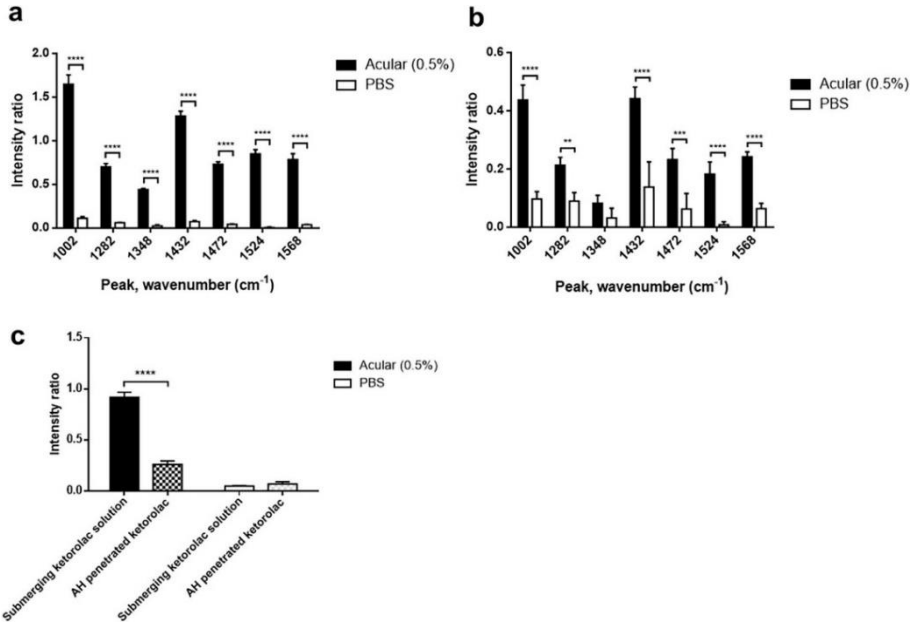 a
Intensity ratio
2.0
1.5
1.0
0.5
0.0
****
****
****
****
****
****
****
Acular (0.5%)
PBS
1002
1282
1348
1432
1472
1524
1568
Peak, wavenumber (cm⁻¹)
b
Intensity ratio
0.6
0.4
0.2
0.0
****
**
****
***
****
****
Acular (0.5%)
PBS
1002
1282
1348
1432
1472
1524
1568
Peak, wavenumber (cm⁻¹)
c
Intensity ratio
1.5
1.0
0.5
0.0
****
Acular (0.5%)
PBS
Submerging ketorolac solution
AH penetrated ketorolac
Submerging ketorolac solution
AH penetrated ketorolac